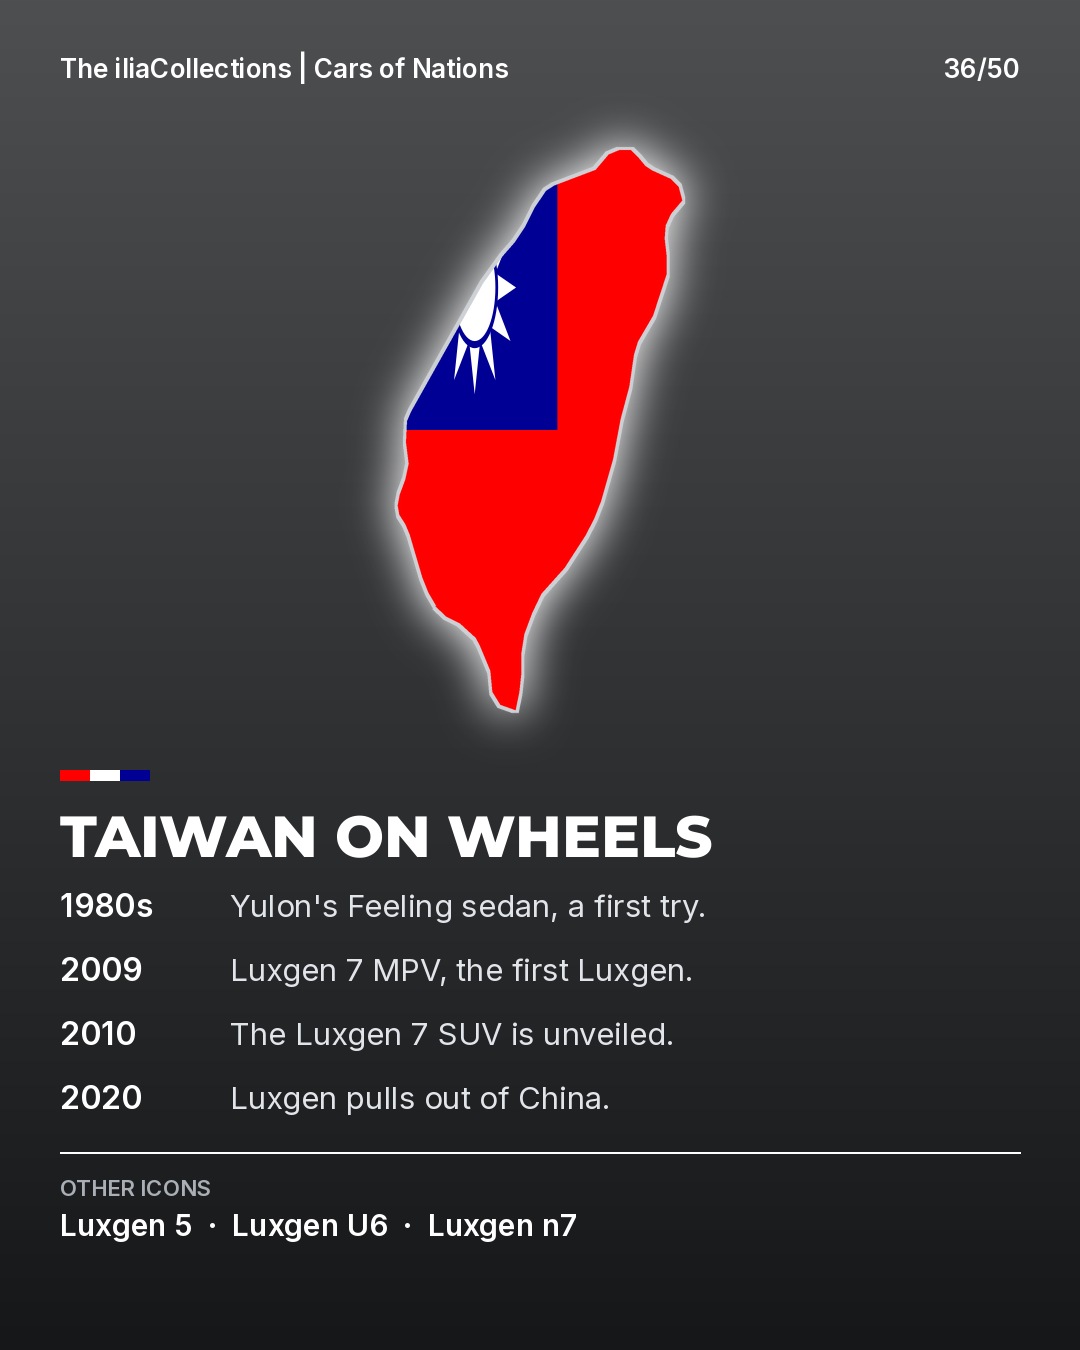 The iliaCollections | Cars of Nations
36/50
TAIWAN ON WHEELS
1980s Yulon's Feeling sedan, a first try.
2009 Luxgen 7 MPV, the first Luxgen.
2010 The Luxgen 7 SUV is unveiled.
2020 Luxgen pulls out of China.
OTHER ICONS
Luxgen 5 · Luxgen U6 · Luxgen n7